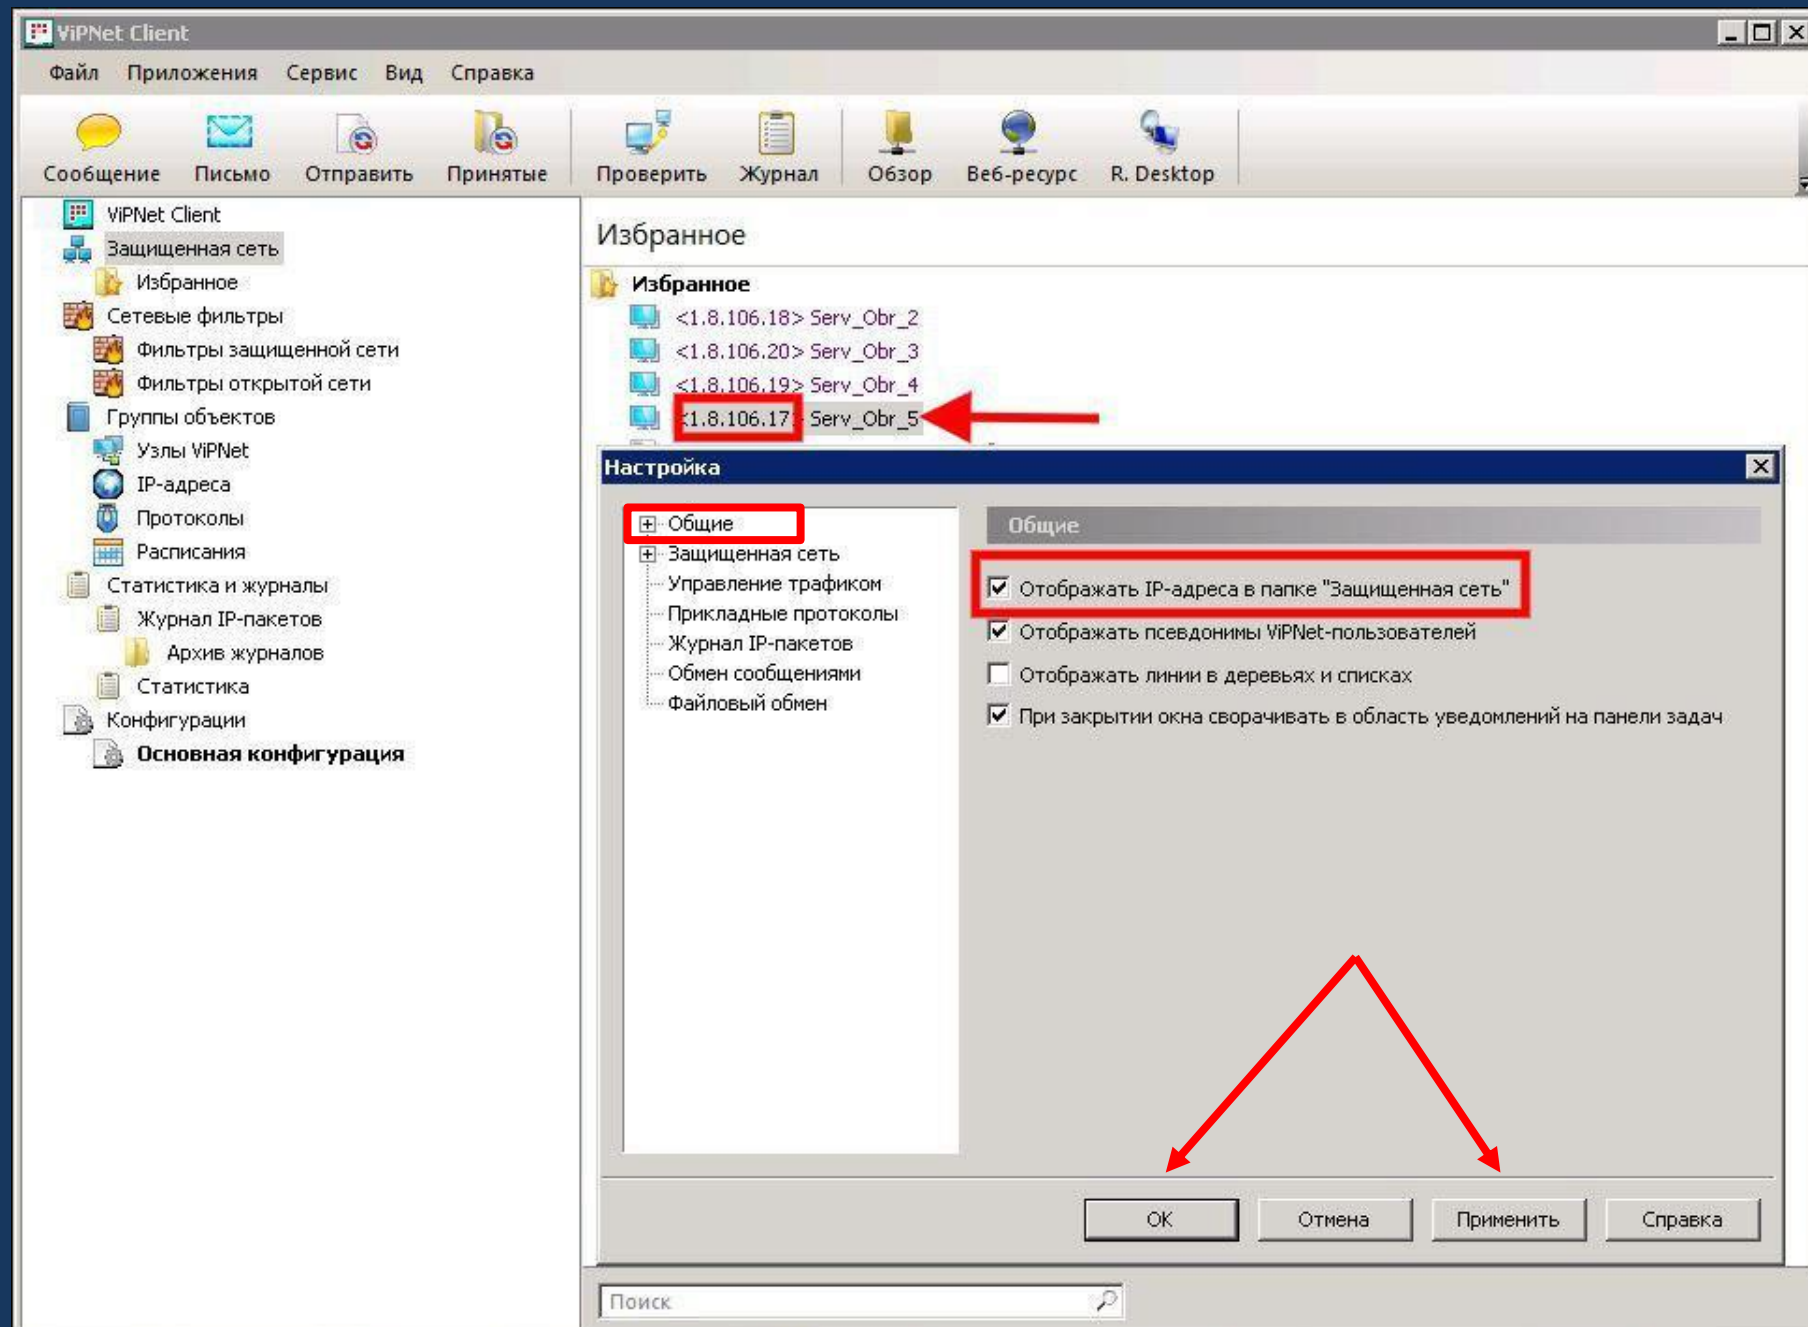 ViPNet Client
Файл Приложения Сервис Вид Справка
Сообщение Письмо Отправить Принятые Проверить Журнал Обзор Веб-ресурс R. Desktop
ViPNet Client
Защищенная сеть
Избранное
Сетевые фильтры
Фильтры защищенной сети
Фильтры открытой сети
Группы объектов
Узлы ViPNet
IP-адреса
Протоколы
Расписания
Статистика и журналы
Журнал IP-пакетов
Архив журналов
Статистика
Конфигурации
Основная конфигурация
Избранное
Избранное
<1.8.106.18> Serv_Obr_2
<1.8.106.20> Serv_Obr_3
<1.8.106.19> Serv_Obr_4
<1.8.106.17> Serv_Obr_5
Настройка
Общие
Защищенная сеть
Управление трафиком
Прикладные протоколы
Журнал IP-пакетов
Обмен сообщениями
Файловый обмен
Общие
Отображать IP-адреса в папке "Защищенная сеть"
Отображать псевдонимы ViPNet-пользователей
Отображать линии в деревьях и списках
При закрытии окна сворачивать в область уведомлений на панели задач
OK Отмена Применить Справка
Поиск